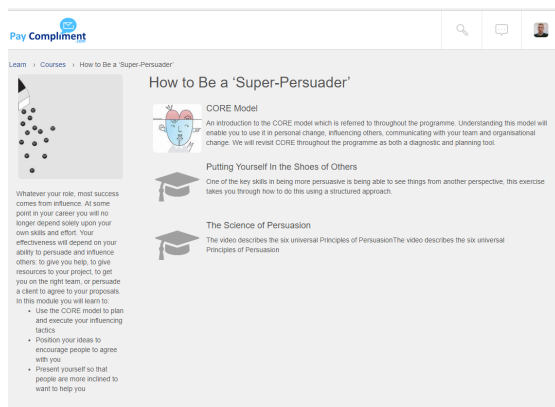 Pay Compliment
.com
Learn › Courses › How to Be a ‘Super-Persuader’
How to Be a ‘Super-Persuader’
CORE Model
An introduction to the CORE model which is referred to throughout the programme. Understanding this model will
enable you to use it in personal change, influencing others, communicating with your team and organisational
change. We will revisit CORE throughout the programme as both a diagnostic and planning tool.
Putting Yourself In the Shoes of Others
One of the key skills in being more persuasive is being able to see things from another perspective, this exercise
takes you through how to do this using a structured approach.
The Science of Persuasion
The video describes the six universal Principles of PersuasionThe video describes the six universal
Principles of Persuasion
Whatever your role, most success
comes from influence. At some
point in your career you will no
longer depend solely upon your
own skills and effort. Your
effectiveness will depend on your
ability to persuade and influence
others: to give you help, to give
resources to your project, to get
you on the right team, or persuade
a client to agree to your proposals.
In this module you will learn to:
• Use the CORE model to plan
and execute your influencing
tactics
• Position your ideas to
encourage people to agree
with you
• Present yourself so that
people are more inclined to
want to help you